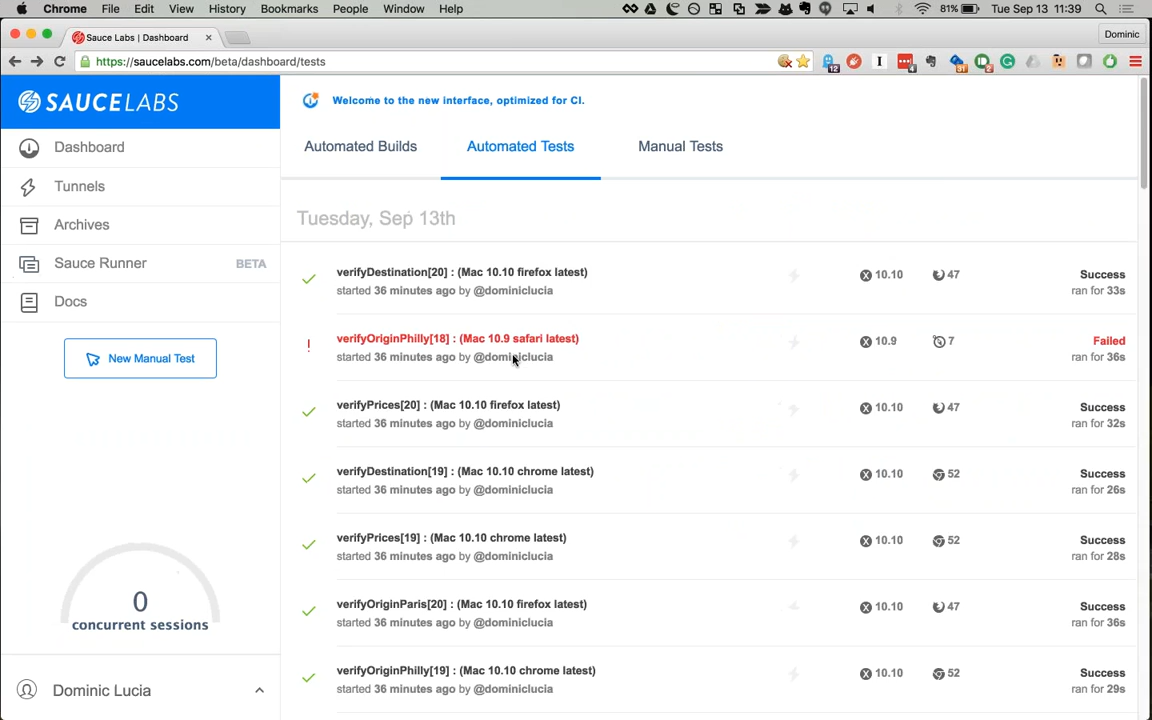 Chrome File Edit View History Bookmarks People Window Help 81% Tue Sep 13 11:39
Sauce Labs | Dashboard Dominic
https://saucelabs.com/beta/dashboard/tests
SAUCELABS
Welcome to the new interface, optimized for CI.
Dashboard
Tunnels
Archives
Sauce Runner BETA
Docs
New Manual Test
0
concurrent sessions
Dominic Lucia
Automated Builds Automated Tests Manual Tests
Tuesday, Sep 13th
verifyDestination[20] : (Mac 10.10 firefox latest) 10.10 47 Success
started 36 minutes ago by @dominiclucia ran for 33s
verifyOriginPhilly[18] : (Mac 10.9 safari latest) 10.9 7 Failed
started 36 minutes ago by @dominiclucia ran for 36s
verifyPrices[20] : (Mac 10.10 firefox latest) 10.10 47 Success
started 36 minutes ago by @dominiclucia ran for 32s
verifyDestination[19] : (Mac 10.10 chrome latest) 10.10 52 Success
started 36 minutes ago by @dominiclucia ran for 26s
verifyPrices[19] : (Mac 10.10 chrome latest) 10.10 52 Success
started 36 minutes ago by @dominiclucia ran for 28s
verifyOriginParis[20] : (Mac 10.10 firefox latest) 10.10 47 Success
started 36 minutes ago by @dominiclucia ran for 36s
verifyOriginPhilly[19] : (Mac 10.10 chrome latest) 10.10 52 Success
started 36 minutes ago by @dominiclucia ran for 29s